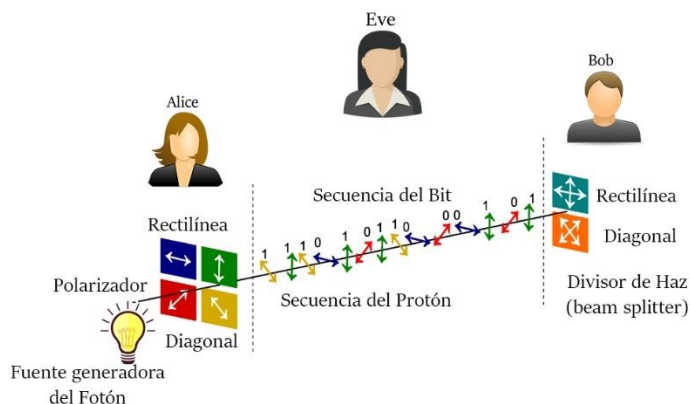 Eve
Bob
Alice
Secuencia del Bit
Rectilínea
Rectilínea
Diagonal
1 1 1 0 1 0 1 1 0 0 0 1 0 1
Polarizador
Secuencia del Protón
Divisor de Haz
(beam splitter)
Diagonal
Fuente generadora
del Fotón